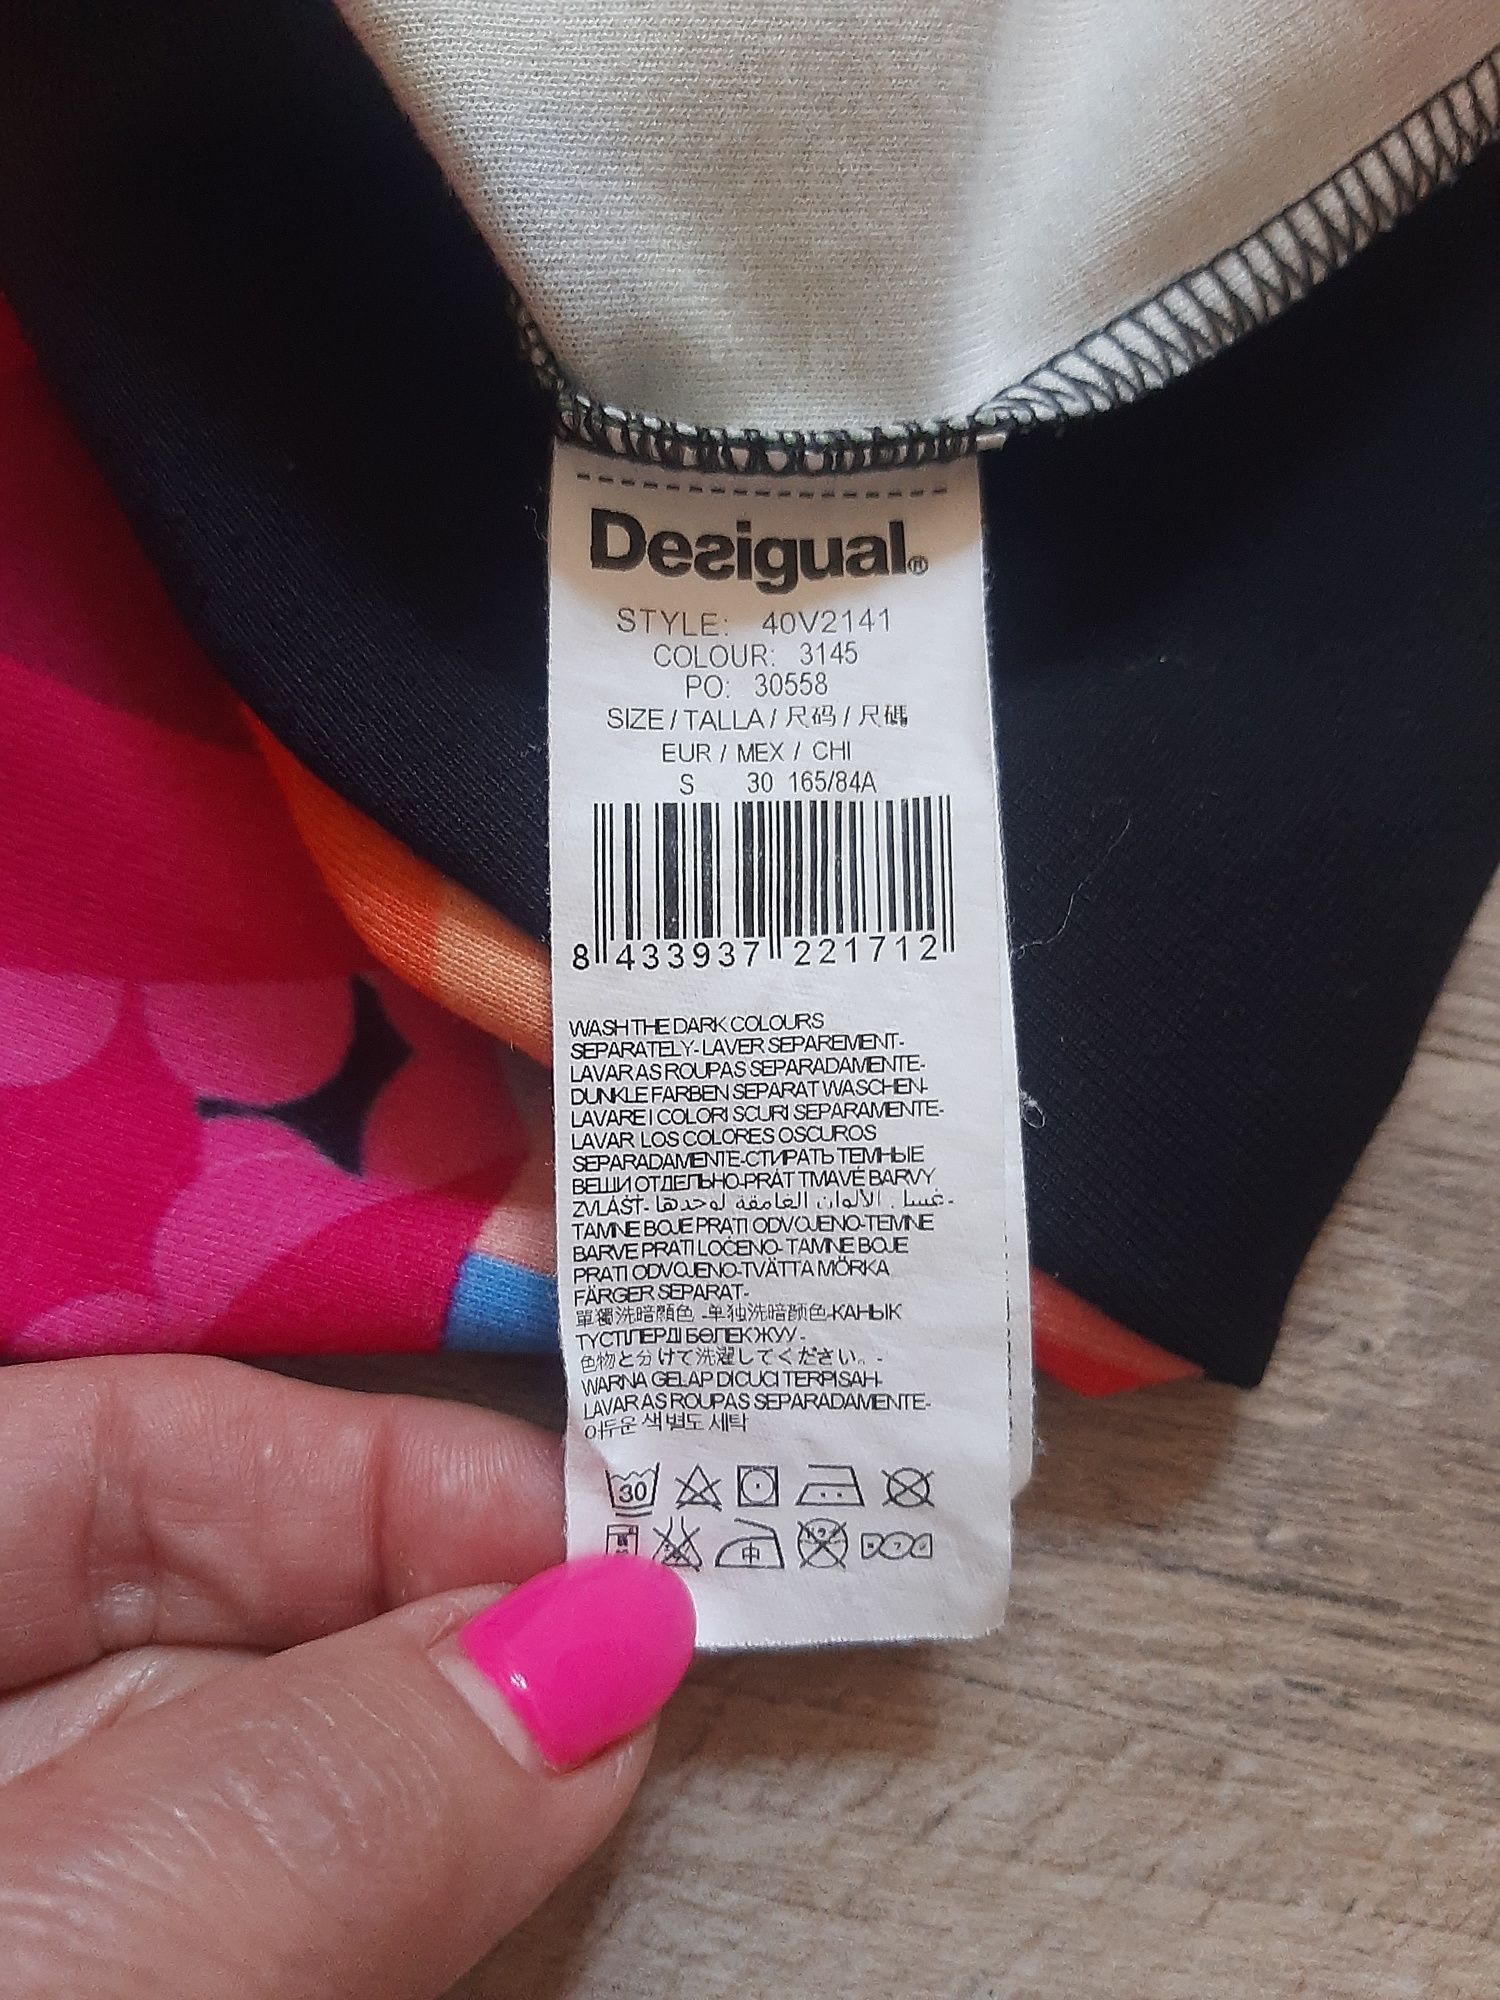 Desigual®
STYLE: 40V2141
COLOUR: 3145
PO: 30558
SIZE / TALLA / 尺码 / 尺碼
EUR / MEX / CHI
S 30 165/84A
8 433937 221712
WASH THE DARK COLOURS
SEPARATELY-LAVER SEPAREMENT-
LAVAR AS ROUPAS SEPARADAMENTE-
DUNKLE FARBEN SEPARAT WASCHEN-
LAVARE I COLORI SCURI SEPARAMENTE-
LAVAR LOS COLORES OSCUROS
SEPARADAMENTE-СТИРАТЬ ТЕМНЫЕ
ВЕЩИ ОТДЕЛЬНО-PRÁT TMAVÉ BARVY
ZVLÁŠT- غسل الألوان الغامقة لوحدها-
TAMNE BOJE PRATI ODVOJENO-TEMNE
BARVE PRATI LOČENO-TAMNE BOJE
PRATI ODVOJENO-TVÄTTA MÖRKA
FÄRGER SEPARAT-
單獨洗暗顏色 -单独洗暗颜色-КАНЫК
ТҮСТІЛЕРДІ БӨЛЕК ЖУУ-
色物と分けて洗濯してください。-
WARNA GELAP DICUCI TERPISAH-
LAVAR AS ROUPAS SEPARADAMENTE-
어두운 색 별도 세탁
30
中